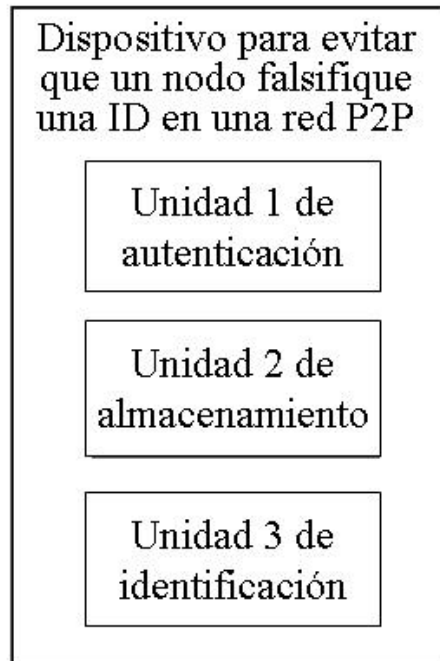 Dispositivo para evitar
que un nodo falsifique
una ID en una red P2P
Unidad 1 de
autenticación
Unidad 2 de
almacenamiento
Unidad 3 de
identificación